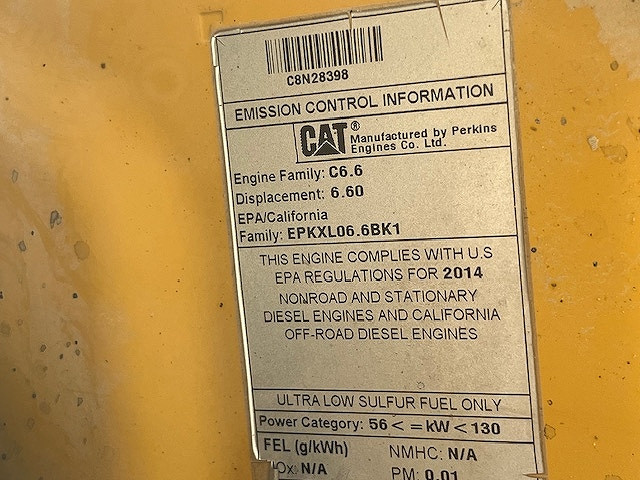 C8N28398
EMISSION CONTROL INFORMATION
CAT® Manufactured by Perkins
Engines Co. Ltd.
Engine Family: C6.6
Displacement: 6.60
EPA/California
Family: EPKXL06.6BK1
THIS ENGINE COMPLIES WITH U.S
EPA REGULATIONS FOR 2014
NONROAD AND STATIONARY
DIESEL ENGINES AND CALIFORNIA
OFF-ROAD DIESEL ENGINES
ULTRA LOW SULFUR FUEL ONLY
Power Category: 56 < = kW < 130
FEL (g/kWh) NMHC: N/A
Ox: N/A PM: 0.01